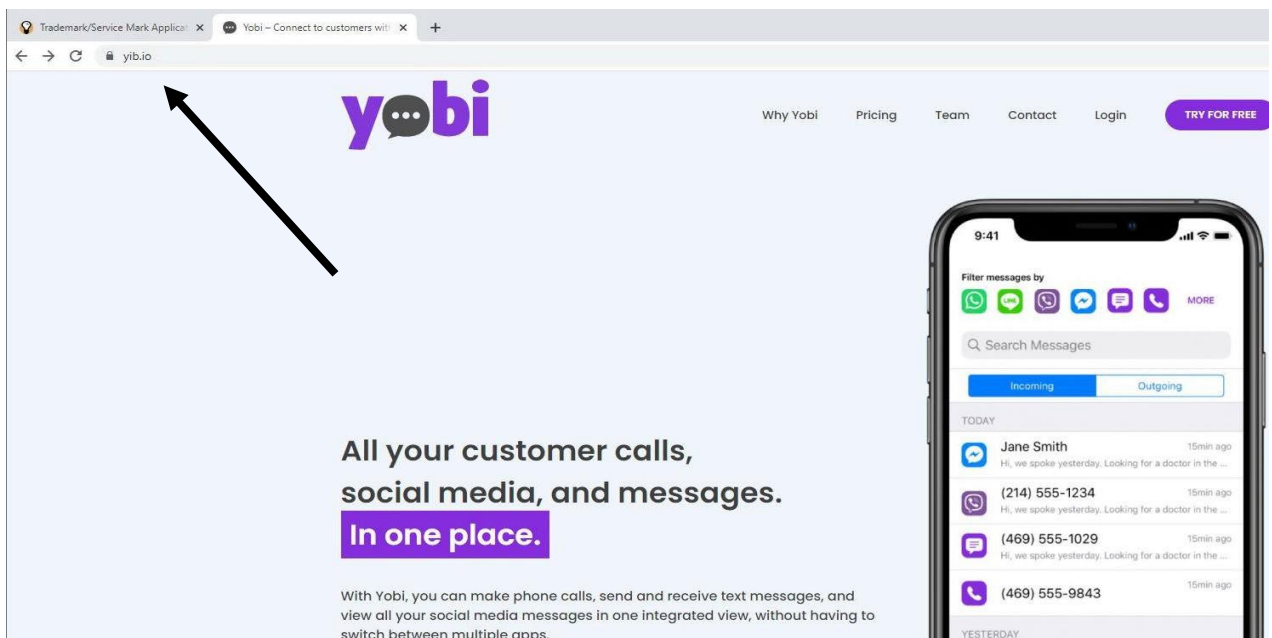 Trademark/Service Mark Applicat
Yobi – Connect to customers wit
yib.io
yobi
Why Yobi Pricing Team Contact Login TRY FOR FREE
9:41
Filter messages by
LINE
MORE
Search Messages
Incoming Outgoing
TODAY
Jane Smith 15min ago
Hi, we spoke yesterday. Looking for a doctor in the ...
(214) 555-1234 15min ago
Hi, we spoke yesterday. Looking for a doctor in the ...
(469) 555-1029 15min ago
Hi, we spoke yesterday. Looking for a doctor in the ...
(469) 555-9843 15min ago
YESTERDAY
All your customer calls,
social media, and messages.
In one place.
With Yobi, you can make phone calls, send and receive text messages, and
view all your social media messages in one integrated view, without having to
switch between multiple apps.